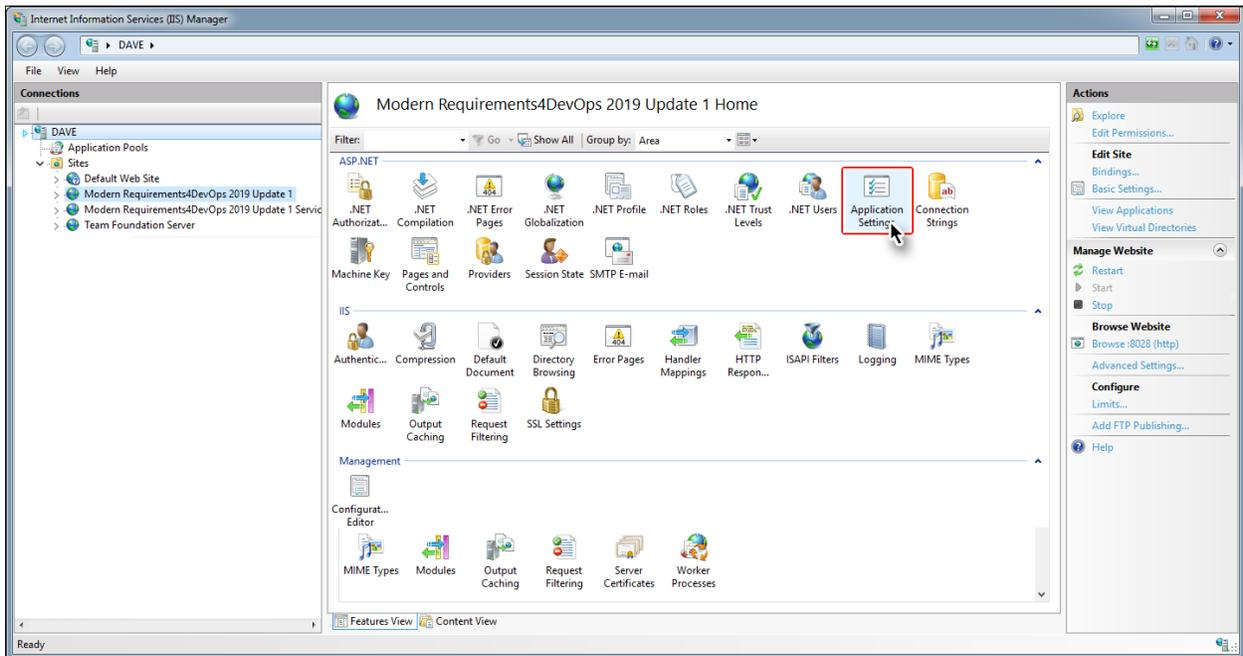 Internet Information Services (IIS) Manager
DAVE
File View Help
Connections
DAVE
Application Pools
Sites
Default Web Site
Modern Requirements4DevOps 2019 Update 1
Modern Requirements4DevOps 2019 Update 1 Servic
Team Foundation Server
Modern Requirements4DevOps 2019 Update 1 Home
Filter: Go Show All Group by: Area
ASP.NET
.NET Authorizat...
.NET Compilation
.NET Error Pages
.NET Globalization
.NET Profile
.NET Roles
.NET Trust Levels
.NET Users
Application Settings
Connection Strings
Machine Key
Pages and Controls
Providers
Session State
SMTP E-mail
IIS
Authentic...
Compression
Default Document
Directory Browsing
Error Pages
Handler Mappings
HTTP Respon...
ISAPI Filters
Logging
MIME Types
Modules
Output Caching
Request Filtering
SSL Settings
Management
Configurat... Editor
MIME Types
Modules
Output Caching
Request Filtering
Server Certificates
Worker Processes
Features View Content View
Actions
Explore
Edit Permissions...
Edit Site
Bindings...
Basic Settings...
View Applications
View Virtual Directories
Manage Website
Restart
Start
Stop
Browse Website
Browse :8028 (http)
Advanced Settings...
Configure
Limits...
Add FTP Publishing...
Help
Ready